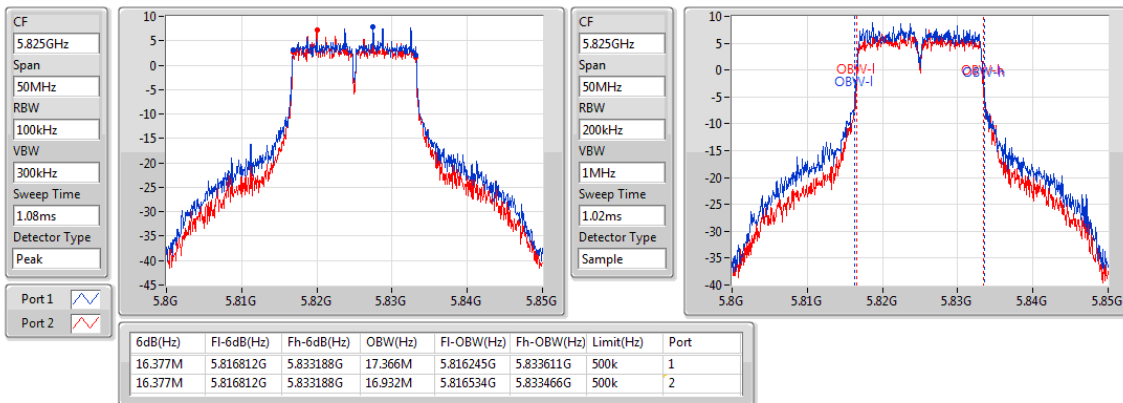 CF
5.825GHz
Span
50MHz
RBW
100kHz
VBW
300kHz
Sweep Time
1.08ms
Detector Type
Peak
Port 1
Port 2
10
5
0
-5
-10
-15
-20
-25
-30
-35
-40
-45
5.8G 5.81G 5.82G 5.83G 5.84G 5.85G
CF
5.825GHz
Span
50MHz
RBW
200kHz
VBW
1MHz
Sweep Time
1.02ms
Detector Type
Sample
10
5
0
-5
-10
-15
-20
-25
-30
-35
-40
OBW-l
OBW-l
OBW-h
OBW-h
5.8G 5.81G 5.82G 5.83G 5.84G 5.85G
6dB(Hz) Fl-6dB(Hz) Fh-6dB(Hz) OBW(Hz) Fl-OBW(Hz) Fh-OBW(Hz) Limit(Hz) Port
16.377M 5.816812G 5.833188G 17.366M 5.816245G 5.833611G 500k 1
16.377M 5.816812G 5.833188G 16.932M 5.816534G 5.833466G 500k 2